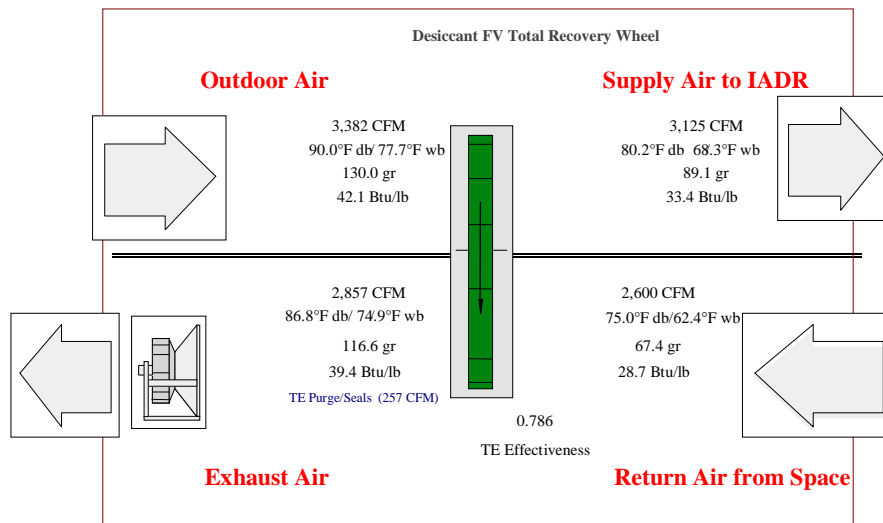 Desiccant FV Total Recovery Wheel
Outdoor Air
Supply Air to IADR
3,382 CFM
90.0°F db/ 77.7°F wb
130.0 gr
42.1 Btu/lb
3,125 CFM
80.2°F db 68.3°F wb
89.1 gr
33.4 Btu/lb
2,857 CFM
86.8°F db/ 74.9°F wb
116.6 gr
39.4 Btu/lb
TE Purge/Seals (257 CFM)
2,600 CFM
75.0°F db/62.4°F wb
67.4 gr
28.7 Btu/lb
0.786
TE Effectiveness
Exhaust Air
Return Air from Space